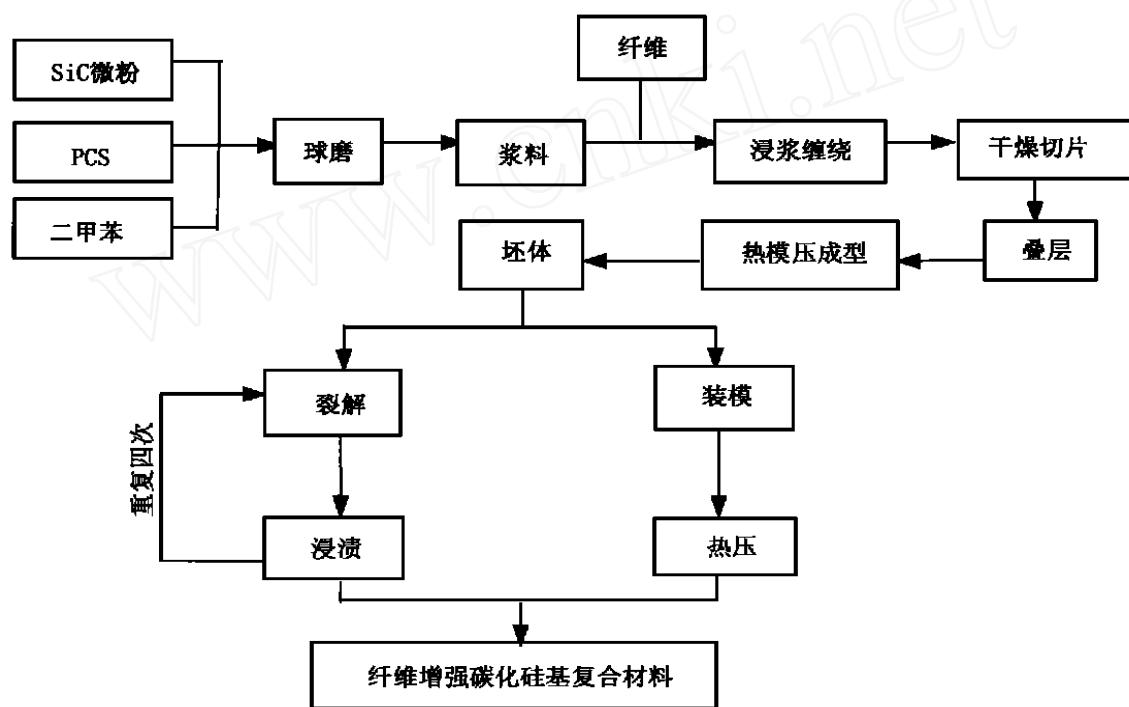 纤维
SiC微粉
PCS
二甲苯
球磨
浆料
浸浆缠绕
干燥切片
坯体
热模压成型
叠层
裂解
装模
重复四次
浸渍
热压
纤维增强碳化硅基复合材料
www.cnki.net